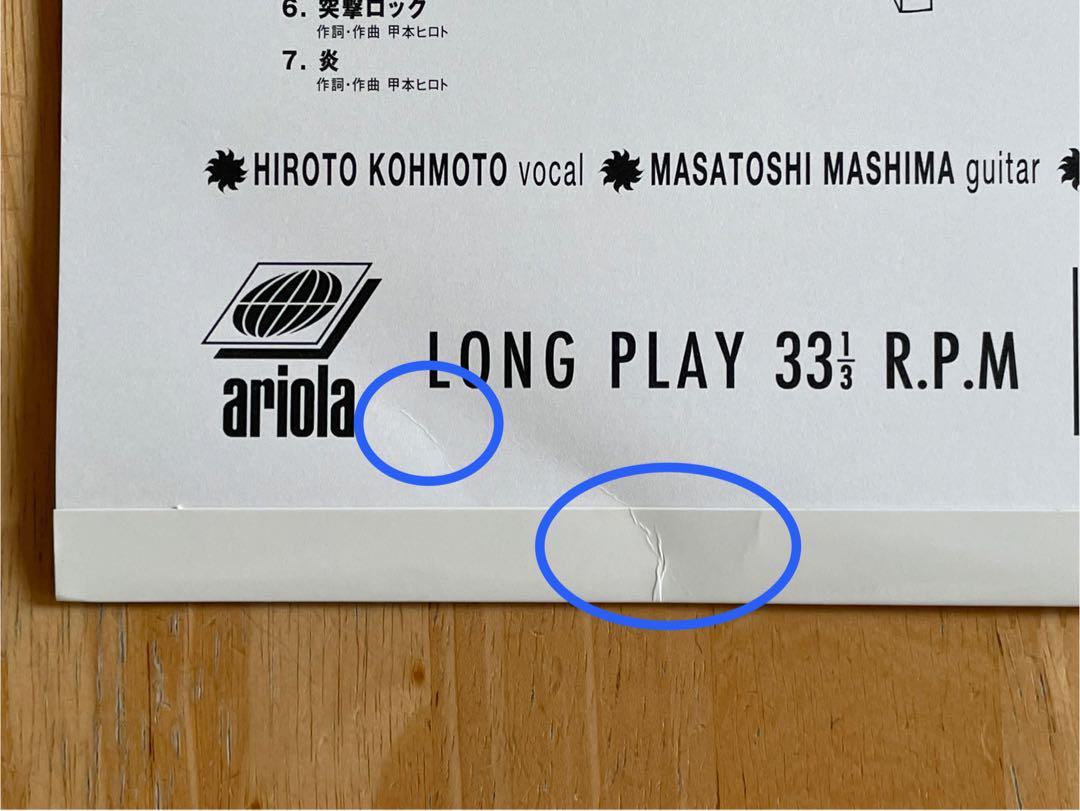 6. 突撃ロック
作詞・作曲 甲本ヒロト
7. 炎
作詞・作曲 甲本ヒロト
HIROTO KOHMOTO vocal MASATOSHI MASHIMA guitar
ariola
LONG PLAY 33⅓ R.P.M